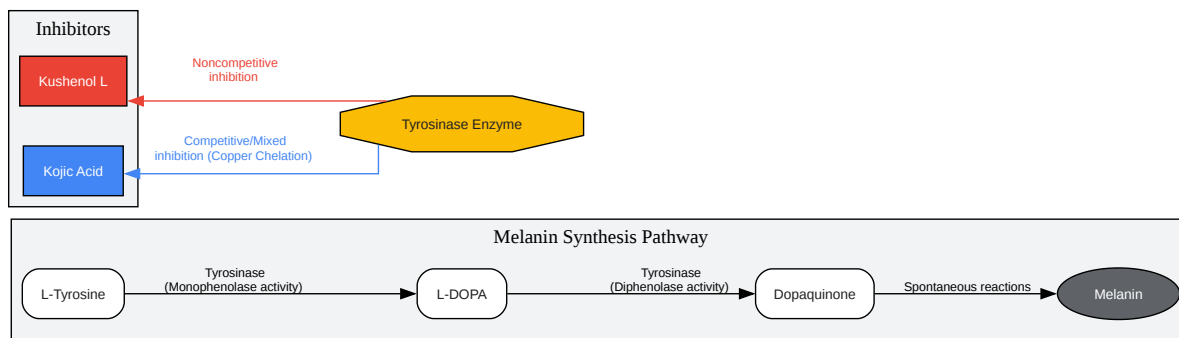 Inhibitors
Kushenol L
Noncompetitive
inhibition
Tyrosinase Enzyme
Competitive/Mixed
inhibition (Copper Chelation)
Kojic Acid
Melanin Synthesis Pathway
L-Tyrosine
Tyrosinase
(Monophenolase activity)
L-DOPA
Tyrosinase
(Diphenolase activity)
Dopaquinone
Spontaneous reactions
Melanin